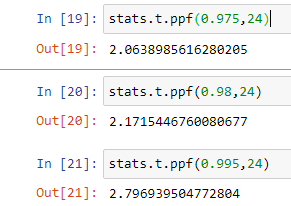 In [19]: stats.t.ppf(0.975,24)
Out[19]: 2.0638985616280205
In [20]: stats.t.ppf(0.98,24)
Out[20]: 2.1715446760080677
In [21]: stats.t.ppf(0.995,24)
Out[21]: 2.796939504772804